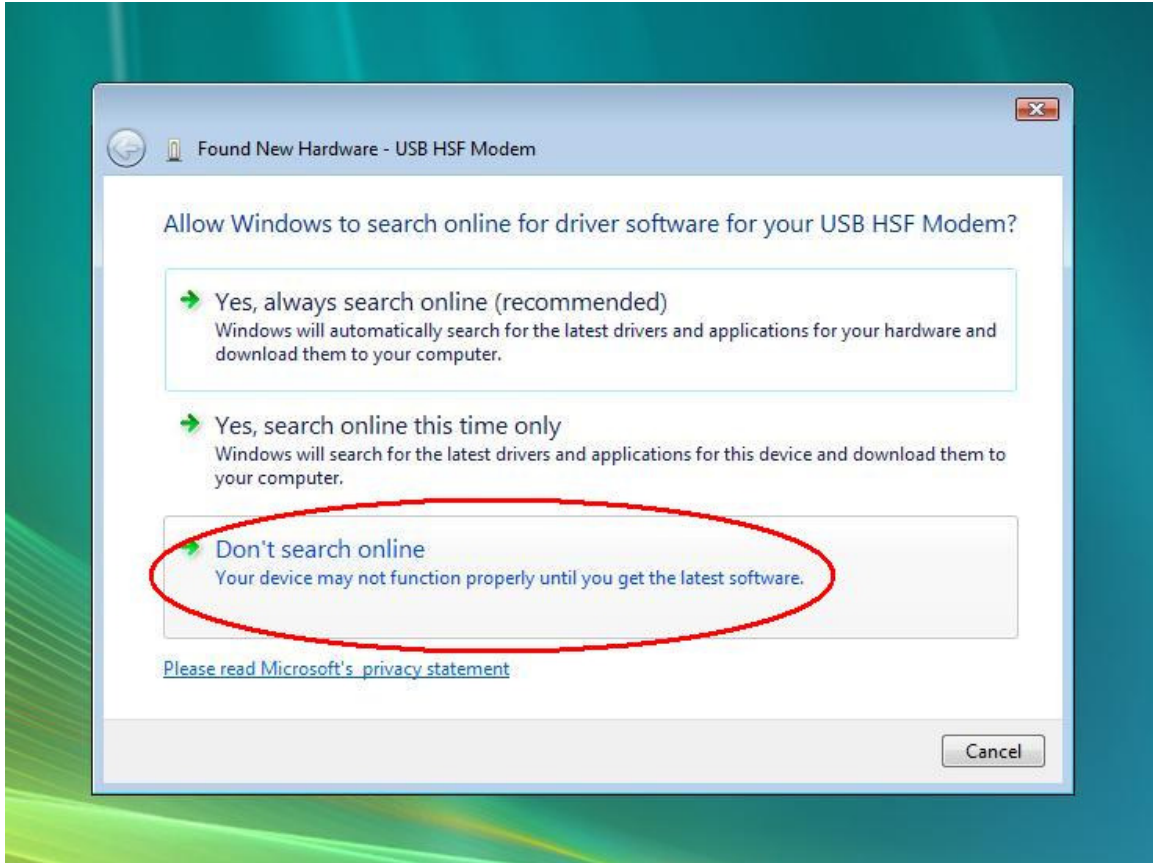 Found New Hardware - USB HSF Modem
Allow Windows to search online for driver software for your USB HSF Modem?
Yes, always search online (recommended)
Windows will automatically search for the latest drivers and applications for your hardware and
download them to your computer.
Yes, search online this time only
Windows will search for the latest drivers and applications for this device and download them to
your computer.
Don't search online
Your device may not function properly until you get the latest software.
Please read Microsoft's privacy statement
Cancel